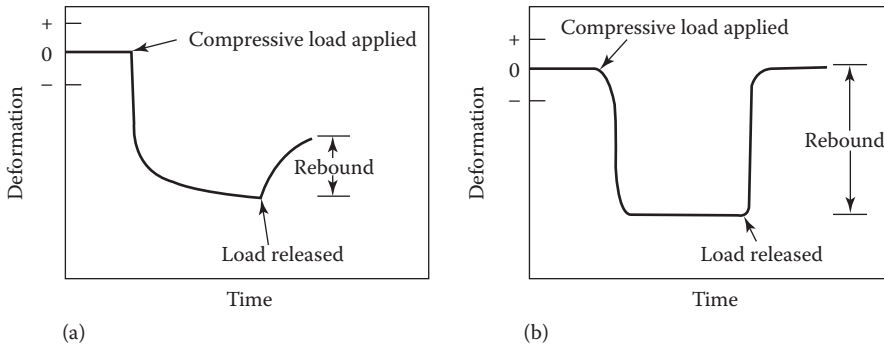 +
0
–
Deformation
Compressive load applied
Rebound
Load released
Time
(a)
+
0
–
Deformation
Compressive load applied
Rebound
Load released
Time
(b)